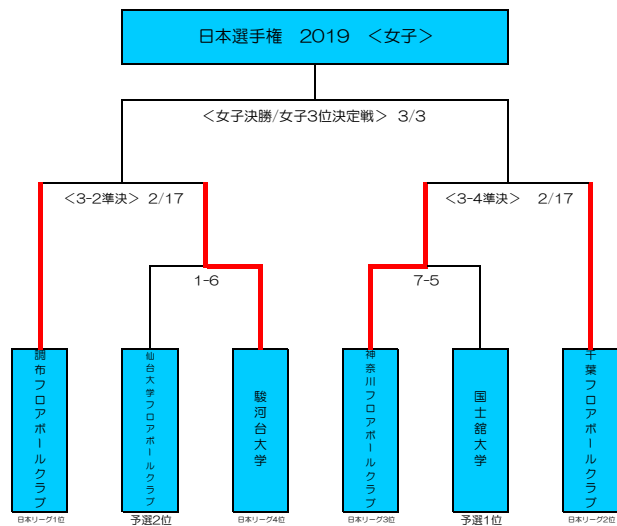 日本選手権　2019　＜女子＞
＜女子決勝/女子3位決定戦＞ 3/3
＜3-2準決＞ 2/17
＜3-4準決＞　2/17
1-6
7-5
調布フロアボールクラブ
仙台大学フロアボールクラブ
駿河台大学
神奈川フロアボールクラブ
国士舘大学
千葉フロアボールクラブ
日本リーグ1位
予選2位
日本リーグ4位
日本リーグ3位
予選1位
日本リーグ2位